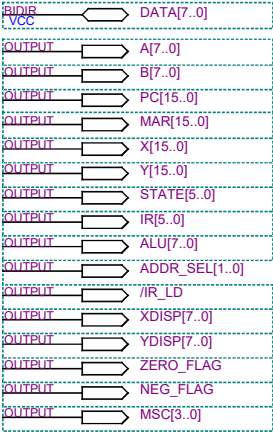 BIDIR
VCC
DATA[7..0]
OUTPUT A[7..0]
OUTPUT B[7..0]
OUTPUT PC[15..0]
OUTPUT MAR[15..0]
OUTPUT X[15..0]
OUTPUT Y[15..0]
OUTPUT STATE[5..0]
OUTPUT IR[5..0]
OUTPUT ALU[7..0]
OUTPUT ADDR_SEL[1..0]
OUTPUT /IR_LD
OUTPUT XDISP[7..0]
OUTPUT YDISP[7..0]
OUTPUT ZERO_FLAG
OUTPUT NEG_FLAG
OUTPUT MSC[3..0]